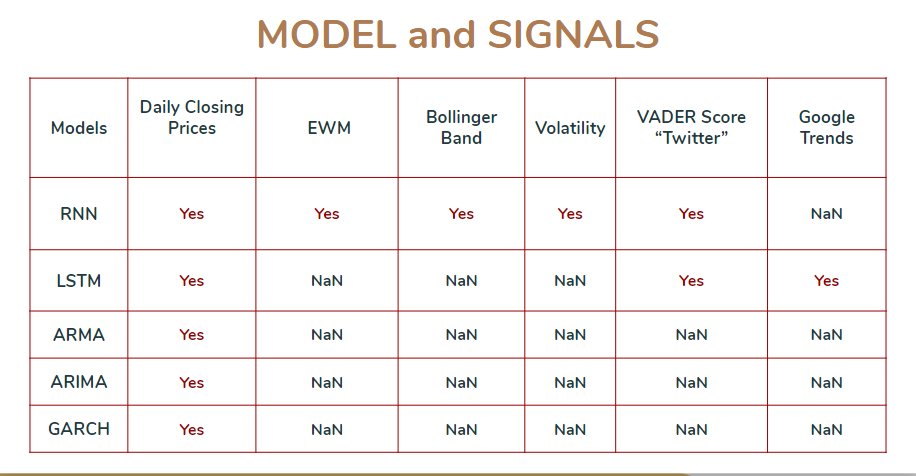 MODEL and SIGNALS
Models Daily Closing Prices EWM Bollinger Band Volatility VADER Score “Twitter” Google Trends
RNN Yes Yes Yes Yes Yes NaN
LSTM Yes NaN NaN NaN Yes Yes
ARMA Yes NaN NaN NaN NaN NaN
ARIMA Yes NaN NaN NaN NaN NaN
GARCH Yes NaN NaN NaN NaN NaN